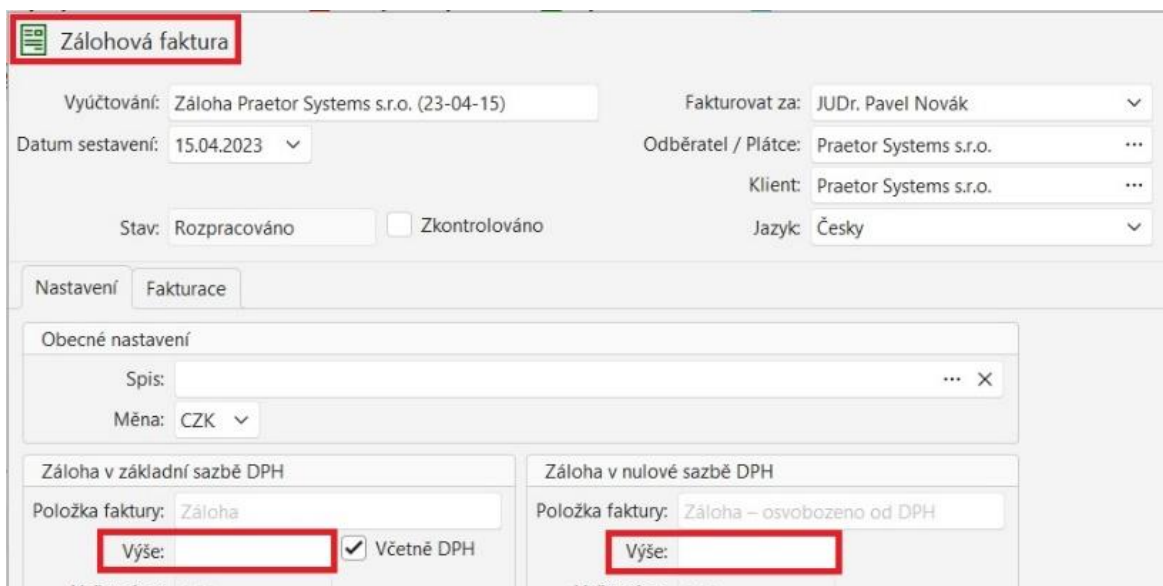 Zálohová faktura
Vyúčtování: Záloha Praetor Systems s.r.o. (23-04-15)
Fakturovat za: JUDr. Pavel Novák
Datum sestavení: 15.04.2023
Odběratel / Plátce: Praetor Systems s.r.o. ...
Klient: Praetor Systems s.r.o. ...
Stav: Rozpracováno
Zkontrolováno
Jazyk: Česky
Nastavení
Fakturace
Obecné nastavení
Spis: ...
Měna: CZK
Záloha v základní sazbě DPH
Záloha v nulové sazbě DPH
Položka faktury: Záloha
Položka faktury: Záloha – osvobozeno od DPH
Výše:
Včetně DPH
Výše: